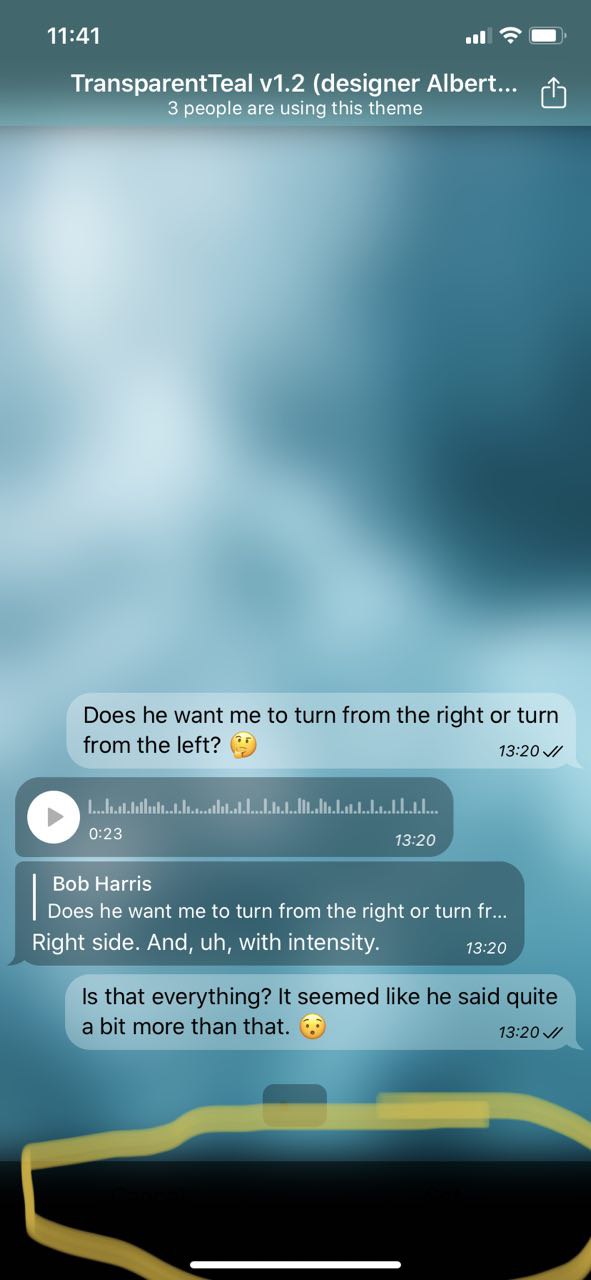 11:41
TransparentTeal v1.2 (designer Albert...
3 people are using this theme
Does he want me to turn from the right or turn
from the left? 🤔
13:20
0:23
13:20
Bob Harris
Does he want me to turn from the right or turn fr...
Right side. And, uh, with intensity.
13:20
Is that everything? It seemed like he said quite
a bit more than that. 😯
13:20